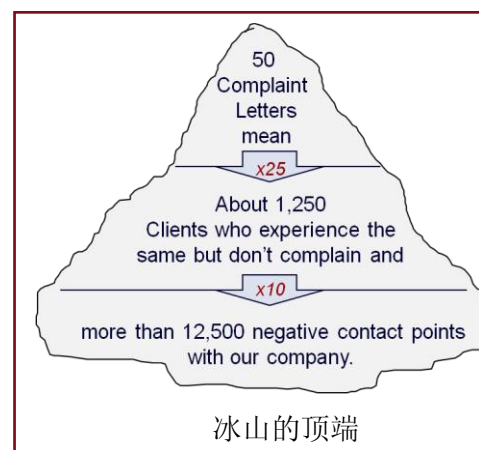 50
Complaint
Letters
mean
x25
About 1,250
Clients who experience the
same but don't complain and
x10
more than 12,500 negative contact points
with our company.
冰山的顶端